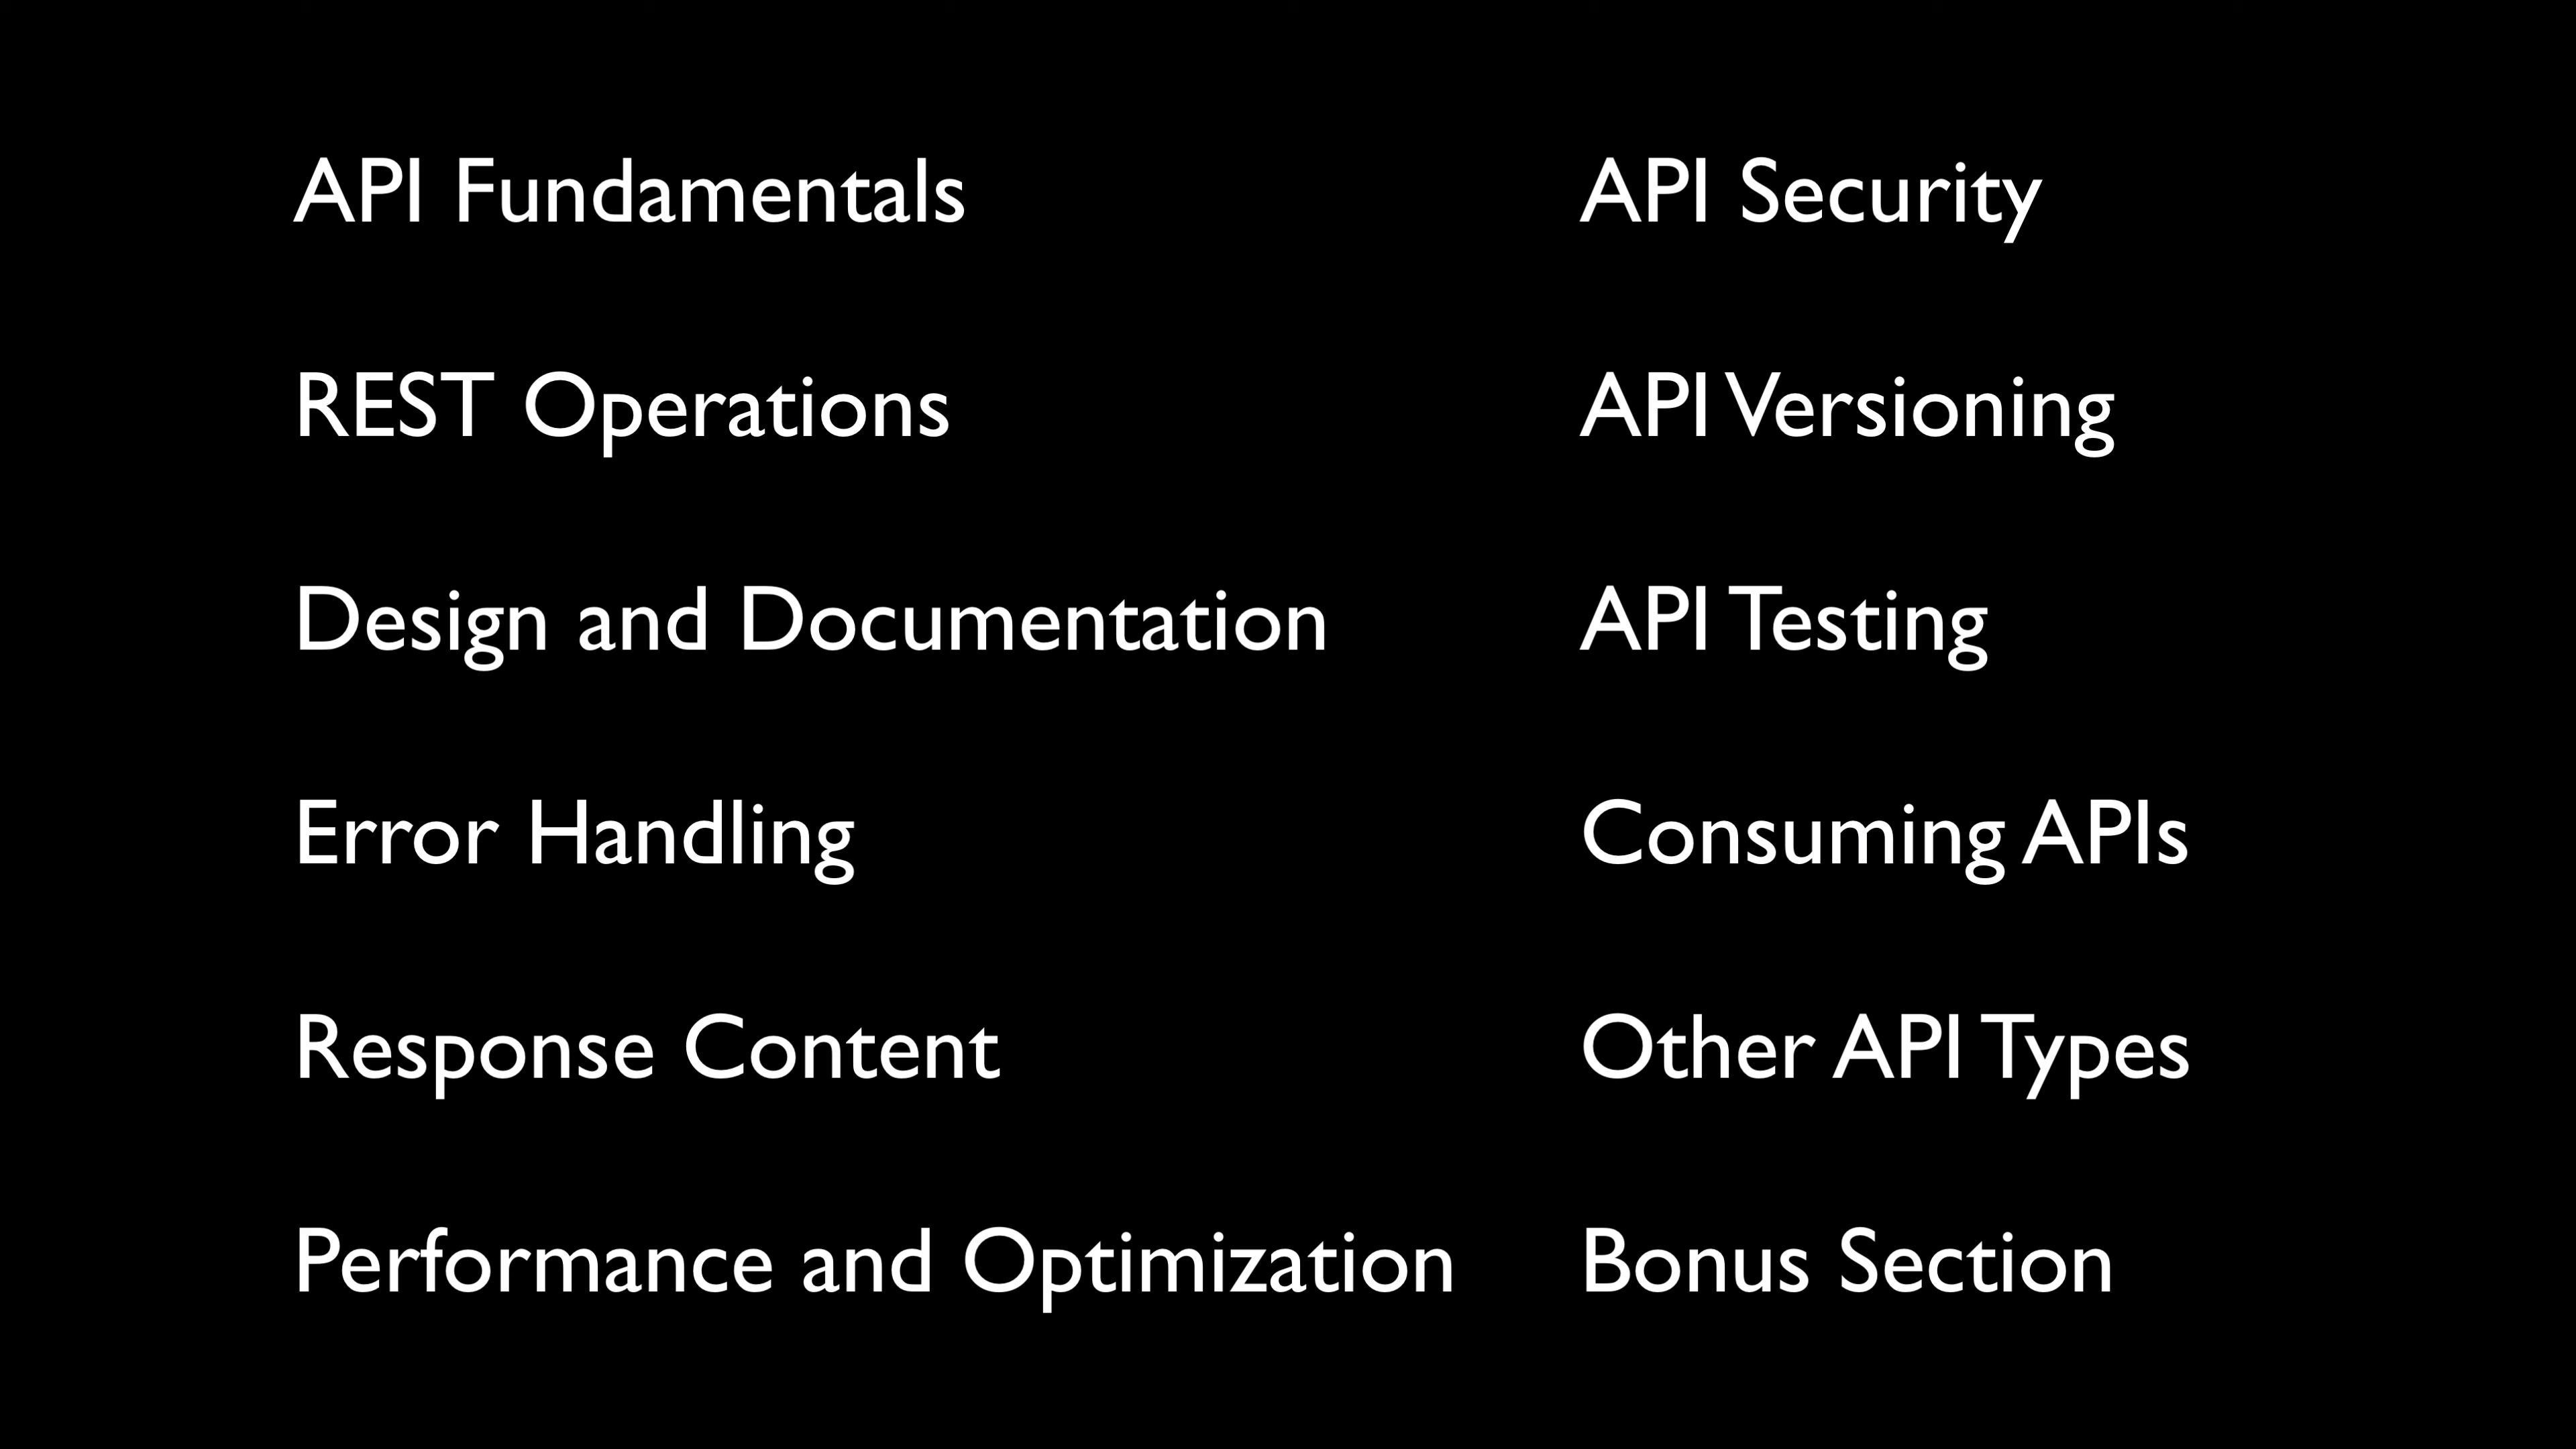 API Fundamentals
REST Operations
Design and Documentation
Error Handling
Response Content
Performance and Optimization
API Security
API Versioning
API Testing
Consuming APIs
Other API Types
Bonus Section